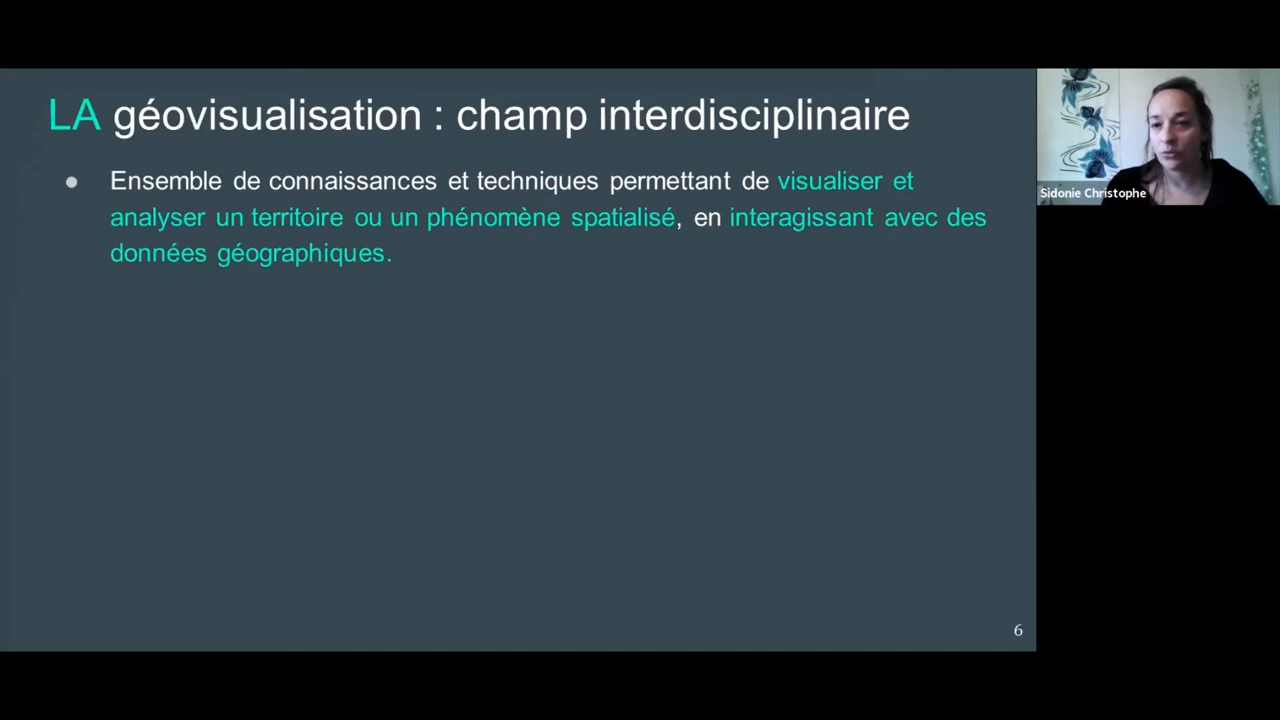 LA géovisualisation : champ interdisciplinaire
● Ensemble de connaissances et techniques permettant de visualiser et
analyser un territoire ou un phénomène spatialisé, en interagissant avec des
données géographiques.
Sidonie Christophe
6